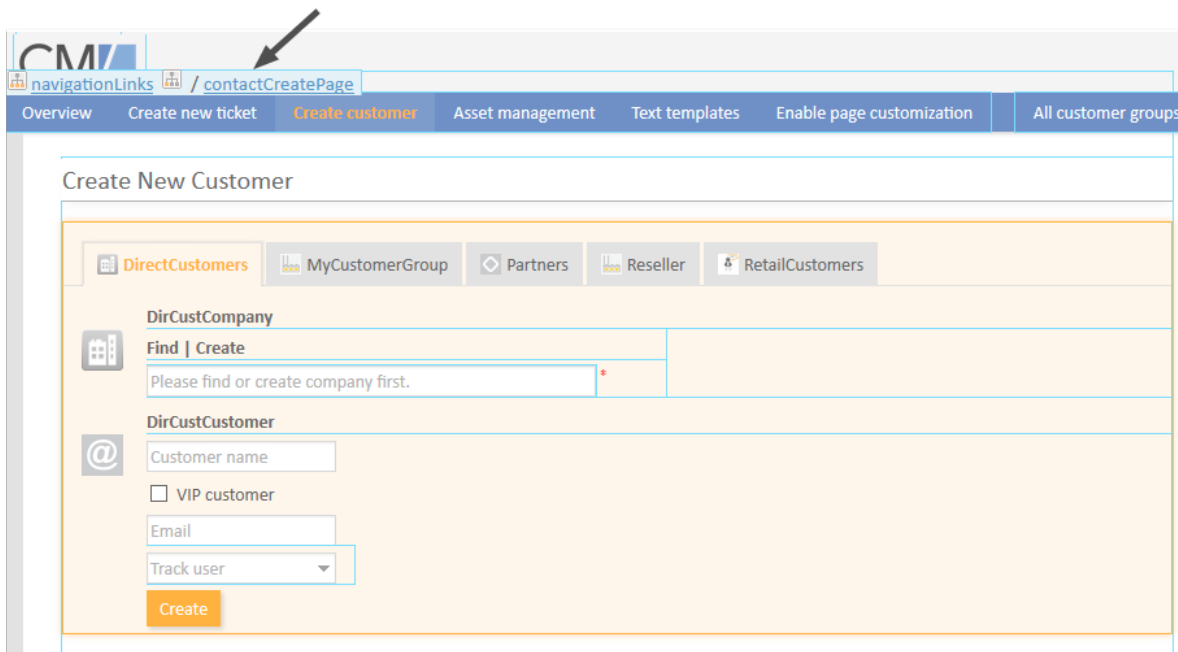 CM/
navigationLinks / contactCreatePage
Overview Create new ticket Create customer Asset management Text templates Enable page customization All customer groups
Create New Customer
DirectCustomers MyCustomerGroup Partners Reseller RetailCustomers
DirCustCompany
Find | Create
Please find or create company first. *
DirCustCustomer
@
Customer name
VIP customer
Email
Track user
Create